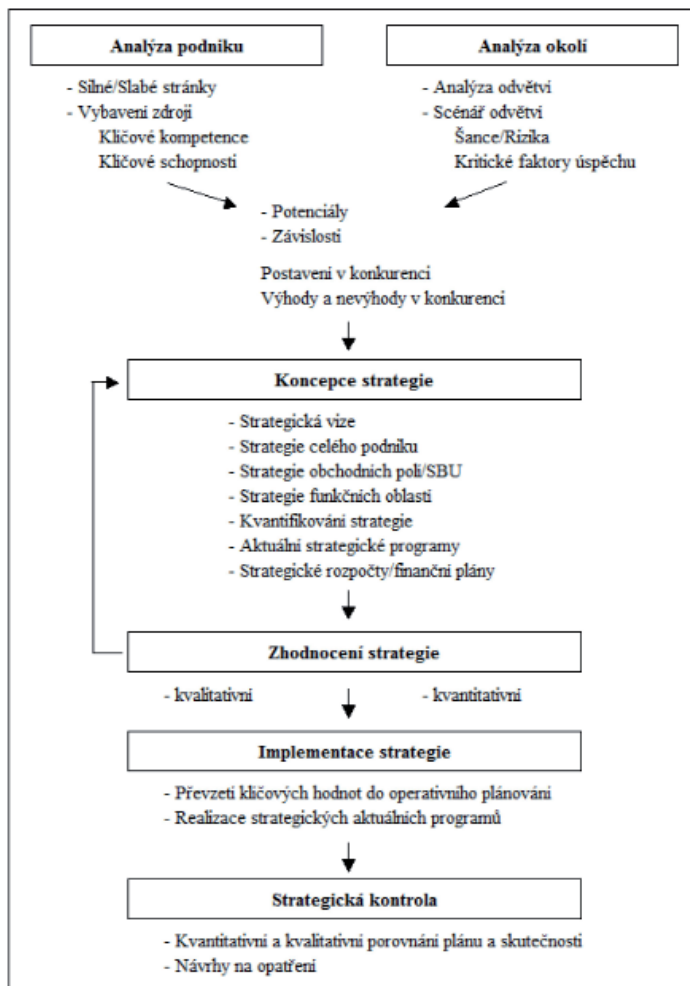 Analýza podniku
- Silné/Slabé stránky
- Vybavení zdroji
Klíčové kompetence
Klíčové schopnosti
Analýza okolí
- Analýza odvětví
- Scénář odvětví
Šance/Rizika
Kritické faktory úspěchu
- Potenciály
- Závislosti
Postavení v konkurenci
Výhody a nevýhody v konkurenci
Koncepce strategie
- Strategická vize
- Strategie celého podniku
- Strategie obchodních polí/SBU
- Strategie funkčních oblastí
- Kvantifikování strategie
- Aktuální strategické programy
- Strategické rozpočty/finanční plány
Zhodnocení strategie
- kvalitativní
- kvantitativní
Implementace strategie
- Převzetí klíčových hodnot do operativního plánování
- Realizace strategických aktuálních programů
Strategická kontrola
- Kvantitativní a kvalitativní porovnání plánu a skutečnosti
- Návrhy na opatření